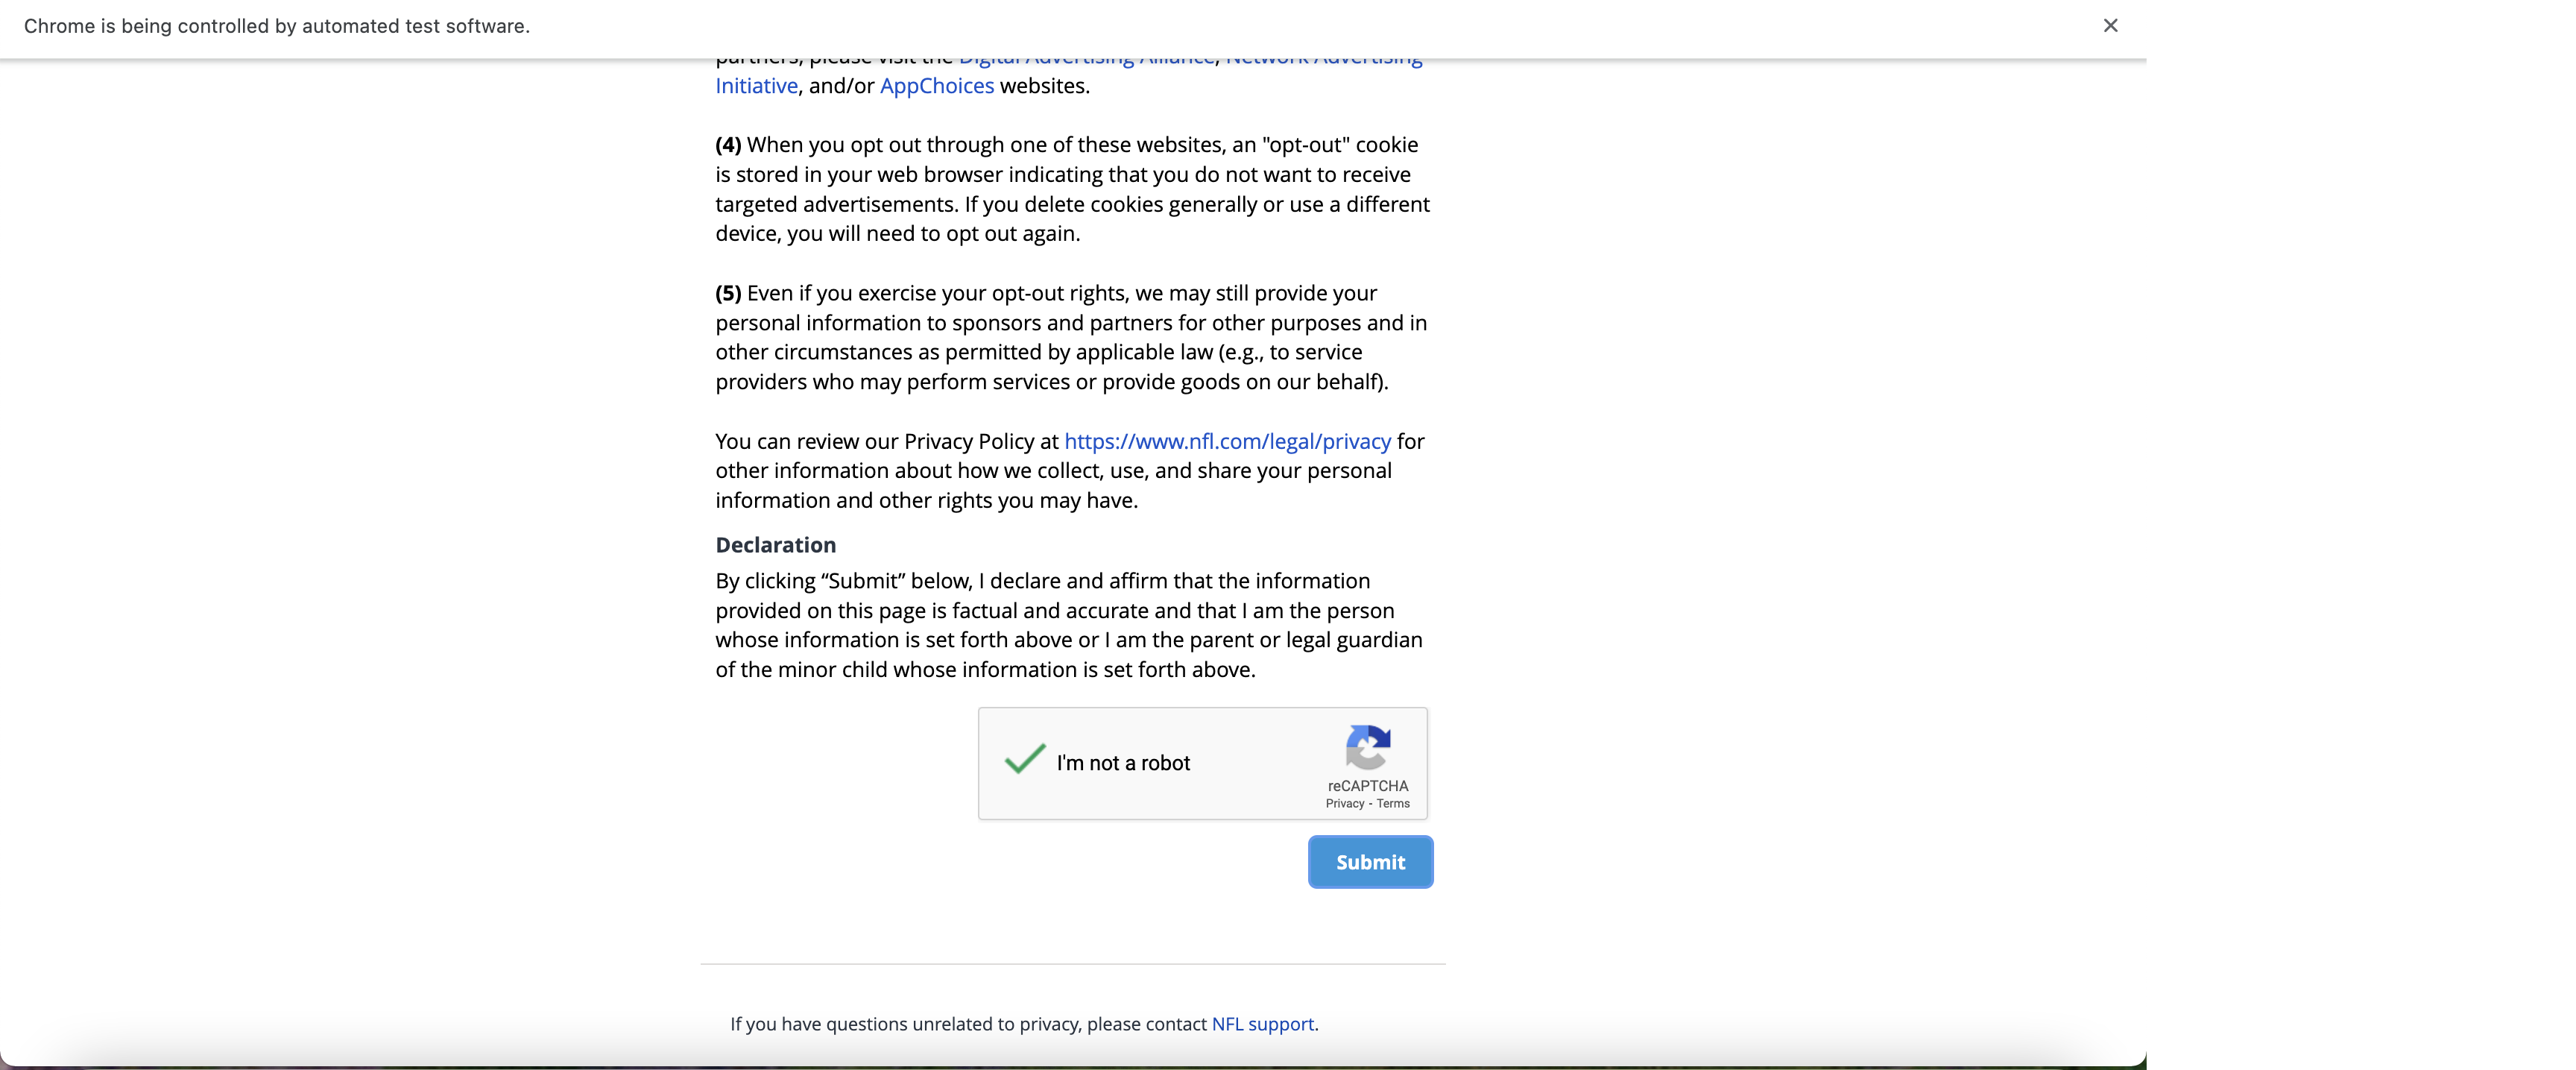 Chrome is being controlled by automated test software.
partners, please visit the Digital Advertising Alliance, Network Advertising
Initiative, and/or AppChoices websites.
(4) When you opt out through one of these websites, an "opt-out" cookie
is stored in your web browser indicating that you do not want to receive
targeted advertisements. If you delete cookies generally or use a different
device, you will need to opt out again.
(5) Even if you exercise your opt-out rights, we may still provide your
personal information to sponsors and partners for other purposes and in
other circumstances as permitted by applicable law (e.g., to service
providers who may perform services or provide goods on our behalf).
You can review our Privacy Policy at https://www.nfl.com/legal/privacy for
other information about how we collect, use, and share your personal
information and other rights you may have.
Declaration
By clicking “Submit” below, I declare and affirm that the information
provided on this page is factual and accurate and that I am the person
whose information is set forth above or I am the parent or legal guardian
of the minor child whose information is set forth above.
I'm not a robot
reCAPTCHA
Privacy - Terms
Submit
If you have questions unrelated to privacy, please contact NFL support.